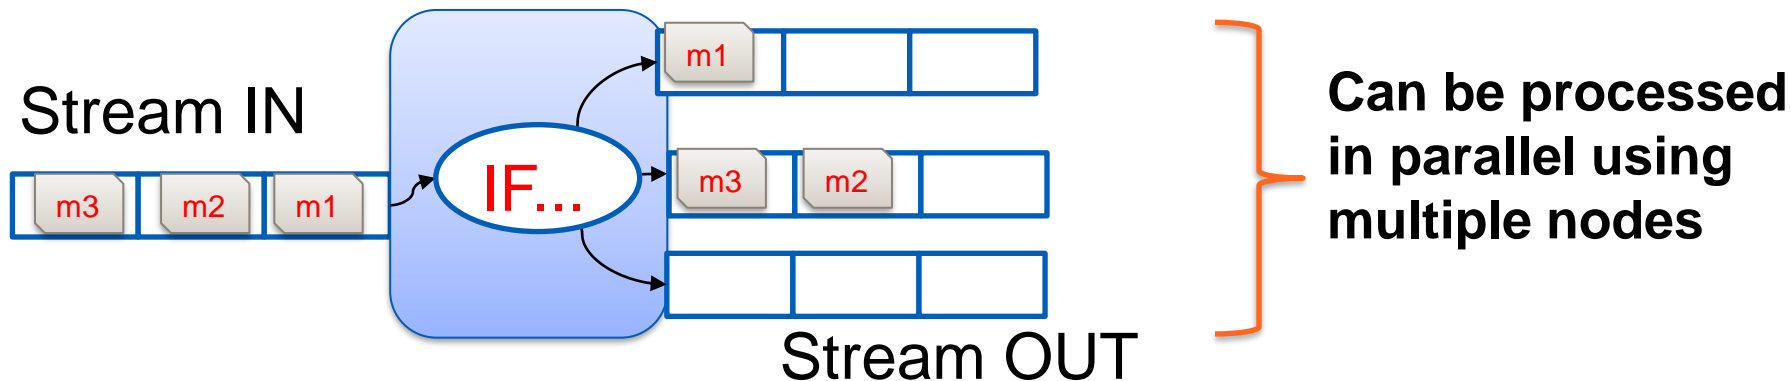 Stream IN
m3 m2 m1
IF...
m1
m3 m2
Stream OUT
Can be processed
in parallel using
multiple nodes